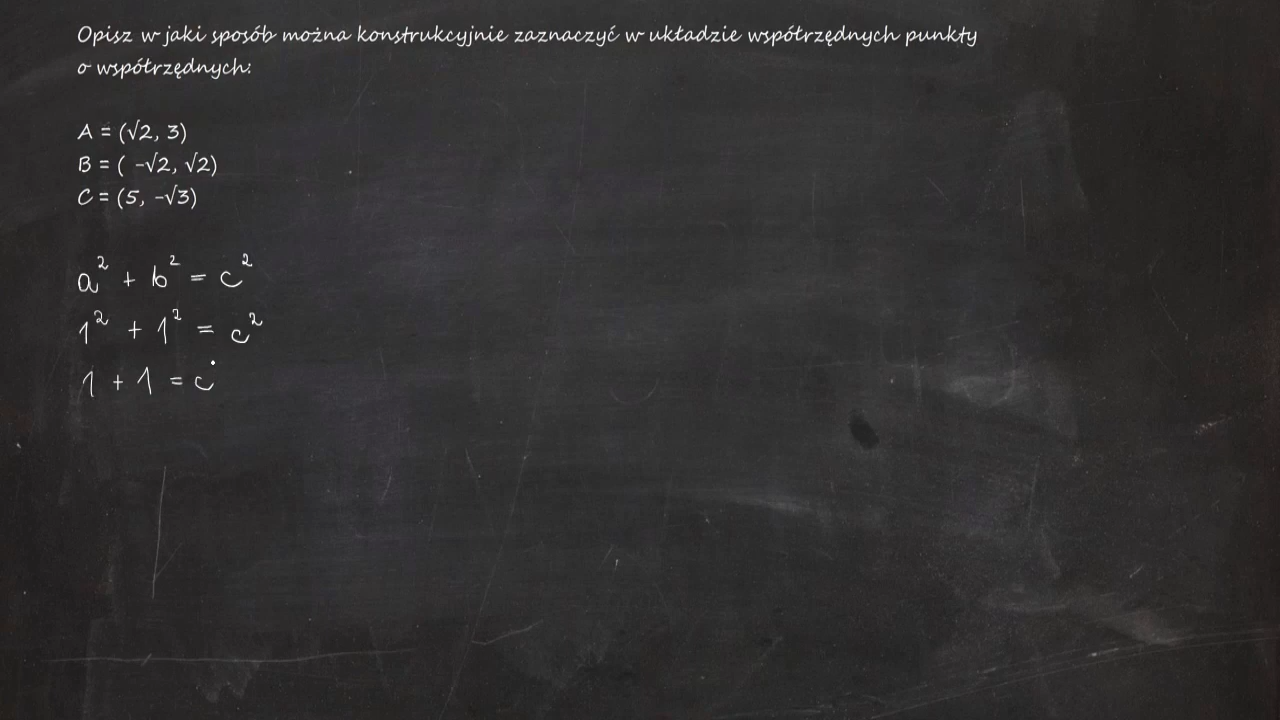 Opisz w jaki sposób można konstrukcyjnie zaznaczyć w układzie współrzędnych punkty
o współrzędnych:
A = (√2, 3)
B = ( -√2, √2)
C = (5, -√3)
a² + b² = c²
1² + 1² = c²
1 + 1 = c